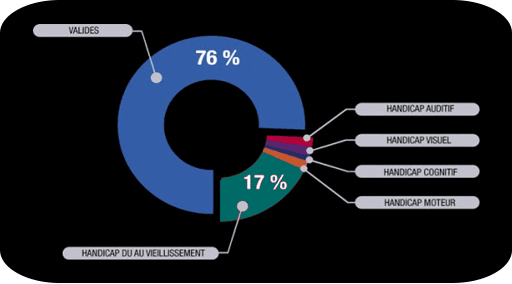 VALIDES
76 %
HANDICAP AUDITIF
HANDICAP VISUEL
HANDICAP COGNITIF
17 %
HANDICAP MOTEUR
HANDICAP DU AU VIEILLISSEMENT